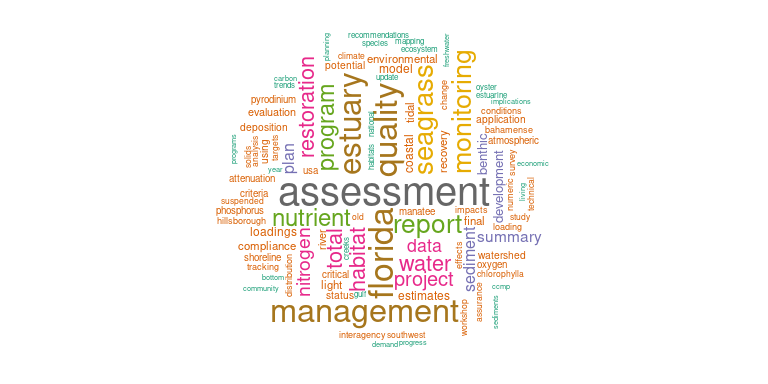 recommendations
species
mapping
ecosystem
planning
freshwater
climate
environmental
potential
model
update
carbon
trends
restoration
program
estuary
quality
seagrass
monitoring
change
oyster
estuarine
implications
pyrodinium
evaluation
deposition
national
tidal
coastal
recovery
conditions
application
bahamense
atmospheric
programs
solids
analysis
using
targets
plan
habitats
benthic
survey
economic
year
usa
attenuation
assessment
development
numeric
living
technical
criteria
suspended
phosphorus
hillsborough
nutrient
old
manatee
report
impacts
final
study
loading
loadings
river
total
creeks
habitat
florida
data
sediment
summary
compliance
shoreline
tracking
nitrogen
water
effects
watershed
oxygen
chlorophylla
bottom
community
distribution
critical
light
status
gulf
project
estimates
ccmp
assurance
management
workshop
sediments
interagency
southwest
demand
progress